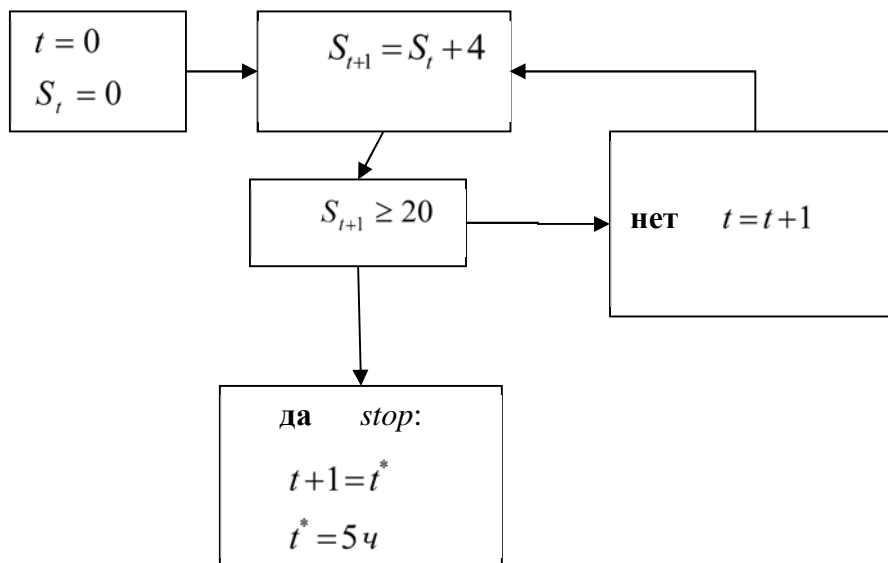 t = 0
S_t = 0
S_{t+1} = S_t + 4
S_{t+1} ≥ 20
нет t = t + 1
да stop:
t + 1 = t^*
t^* = 5 ч